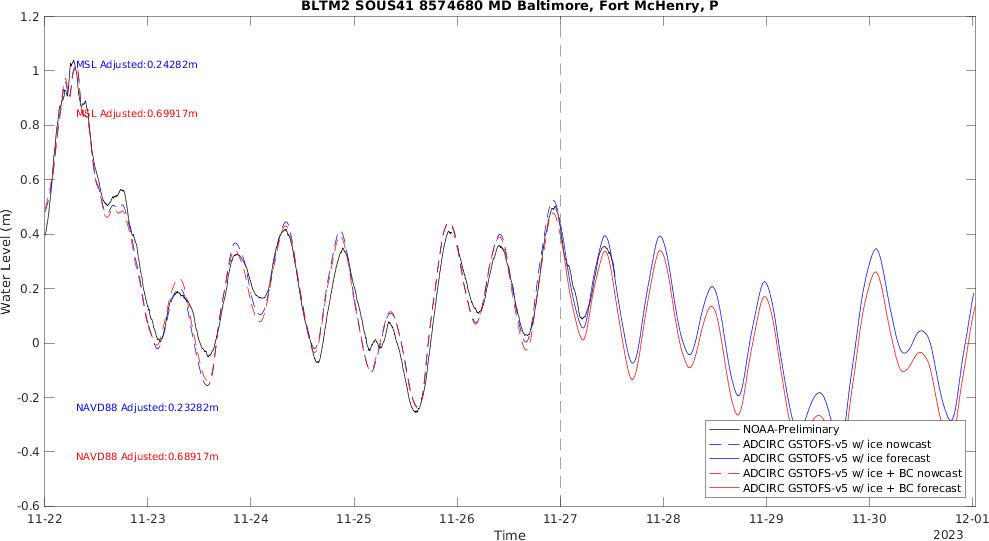 BLTM2 SOUS41 8574680 MD Baltimore, Fort McHenry, P
1.2
1
0.8
0.6
0.4
0.2
0
-0.2
-0.4
-0.6
Water Level (m)
MSL Adjusted:0.24282m
MSL Adjusted:0.69917m
NAVD88 Adjusted:0.23282m
NAVD88 Adjusted:0.68917m
NOAA-Preliminary
ADCIRC GSTOFS-v5 w/ ice nowcast
ADCIRC GSTOFS-v5 w/ ice forecast
ADCIRC GSTOFS-v5 w/ ice + BC nowcast
ADCIRC GSTOFS-v5 w/ ice + BC forecast
11-22 11-23 11-24 11-25 11-26 11-27 11-28 11-29 11-30 12-01
Time
2023